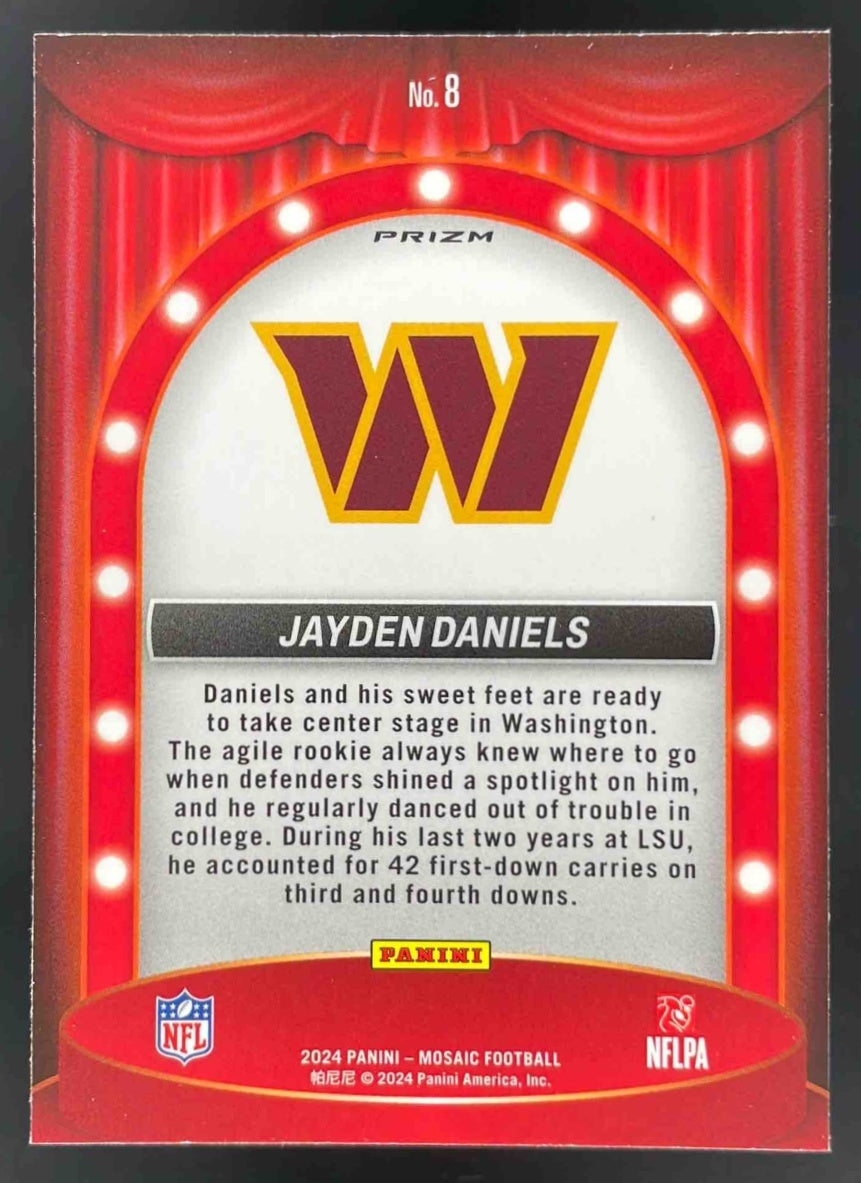 No. 8
PRIZM
W
JAYDEN DANIELS
Daniels and his sweet feet are ready
to take center stage in Washington.
The agile rookie always knew where to go
when defenders shined a spotlight on him,
and he regularly danced out of trouble in
college. During his last two years at LSU,
he accounted for 42 first-down carries on
third and fourth downs.
PANINI
NFL
NFLPA
2024 PANINI – MOSAIC FOOTBALL
帕尼尼 © 2024 Panini America, Inc.